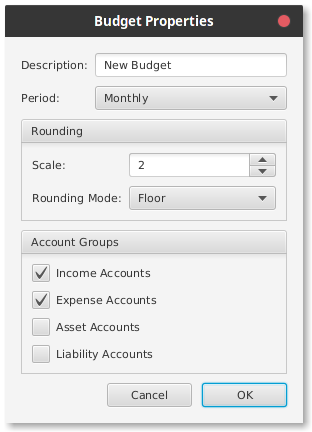 Budget Properties
Description: New Budget
Period: Monthly
Rounding
Scale: 2
Rounding Mode: Floor
Account Groups
Income Accounts
Expense Accounts
Asset Accounts
Liability Accounts
Cancel OK